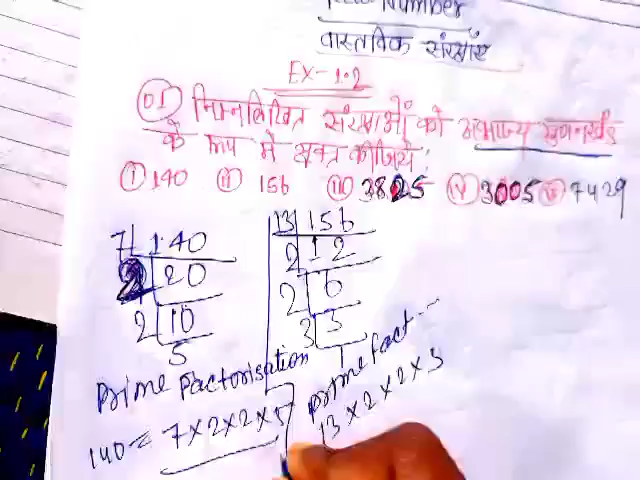 Number
वास्तविक संख्याएँ
EX-1.2
01 निम्नलिखित संख्याओं को अभाज्य गुणनखंड
के रूप में व्यक्त कीजिये :
(i) 140 (ii) 156 (iii) 3825 (iv) 3005 (v) 7429
7 140
2 20
2 10
5
13 156
2 12
2 6
3 3
1
Prime Factorisation
140 = 7×2×2×5
Prime fact...
13×2×2×3